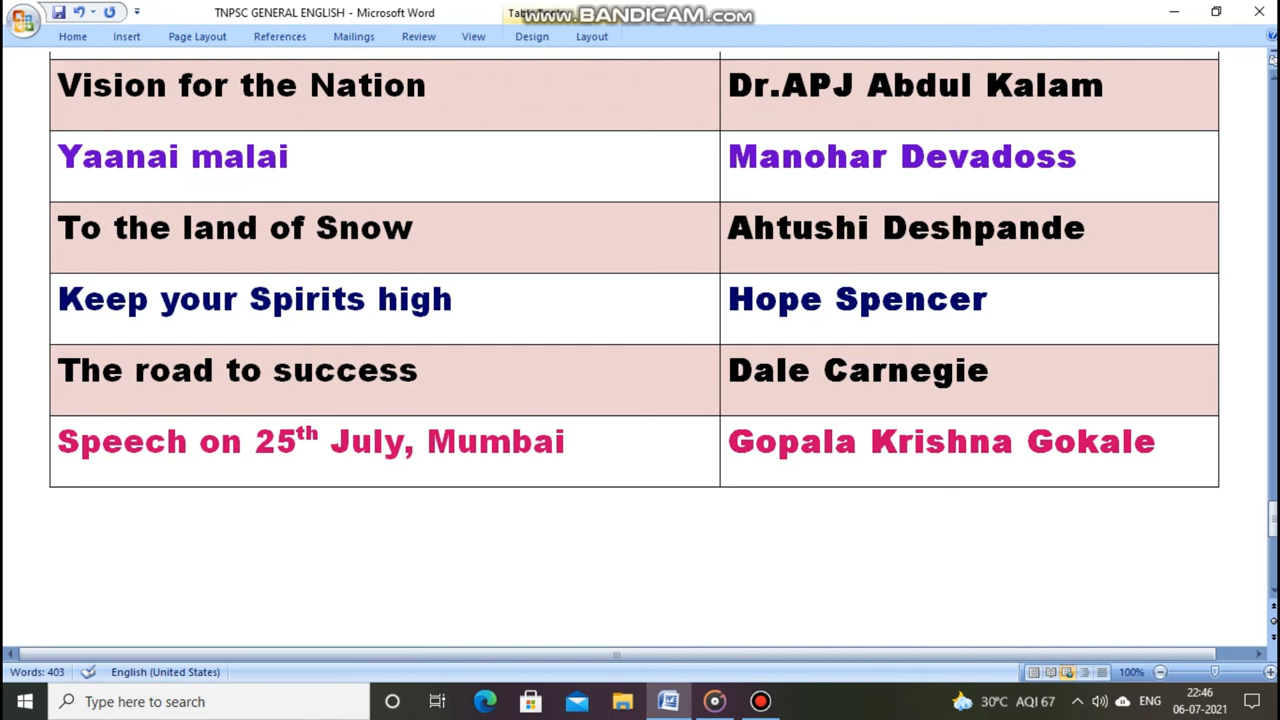 TNPSC GENERAL ENGLISH - Microsoft Word
www.BANDICAM.com
Home Insert Page Layout References Mailings Review View Design Layout
Vision for the Nation Dr.APJ Abdul Kalam
Yaanai malai Manohar Devadoss
To the land of Snow Ahtushi Deshpande
Keep your Spirits high Hope Spencer
The road to success Dale Carnegie
Speech on 25th July, Mumbai Gopala Krishna Gokale
Words: 403 English (United States) 100%
Type here to search 30°C AQI 67 ENG 22:46
06-07-2021